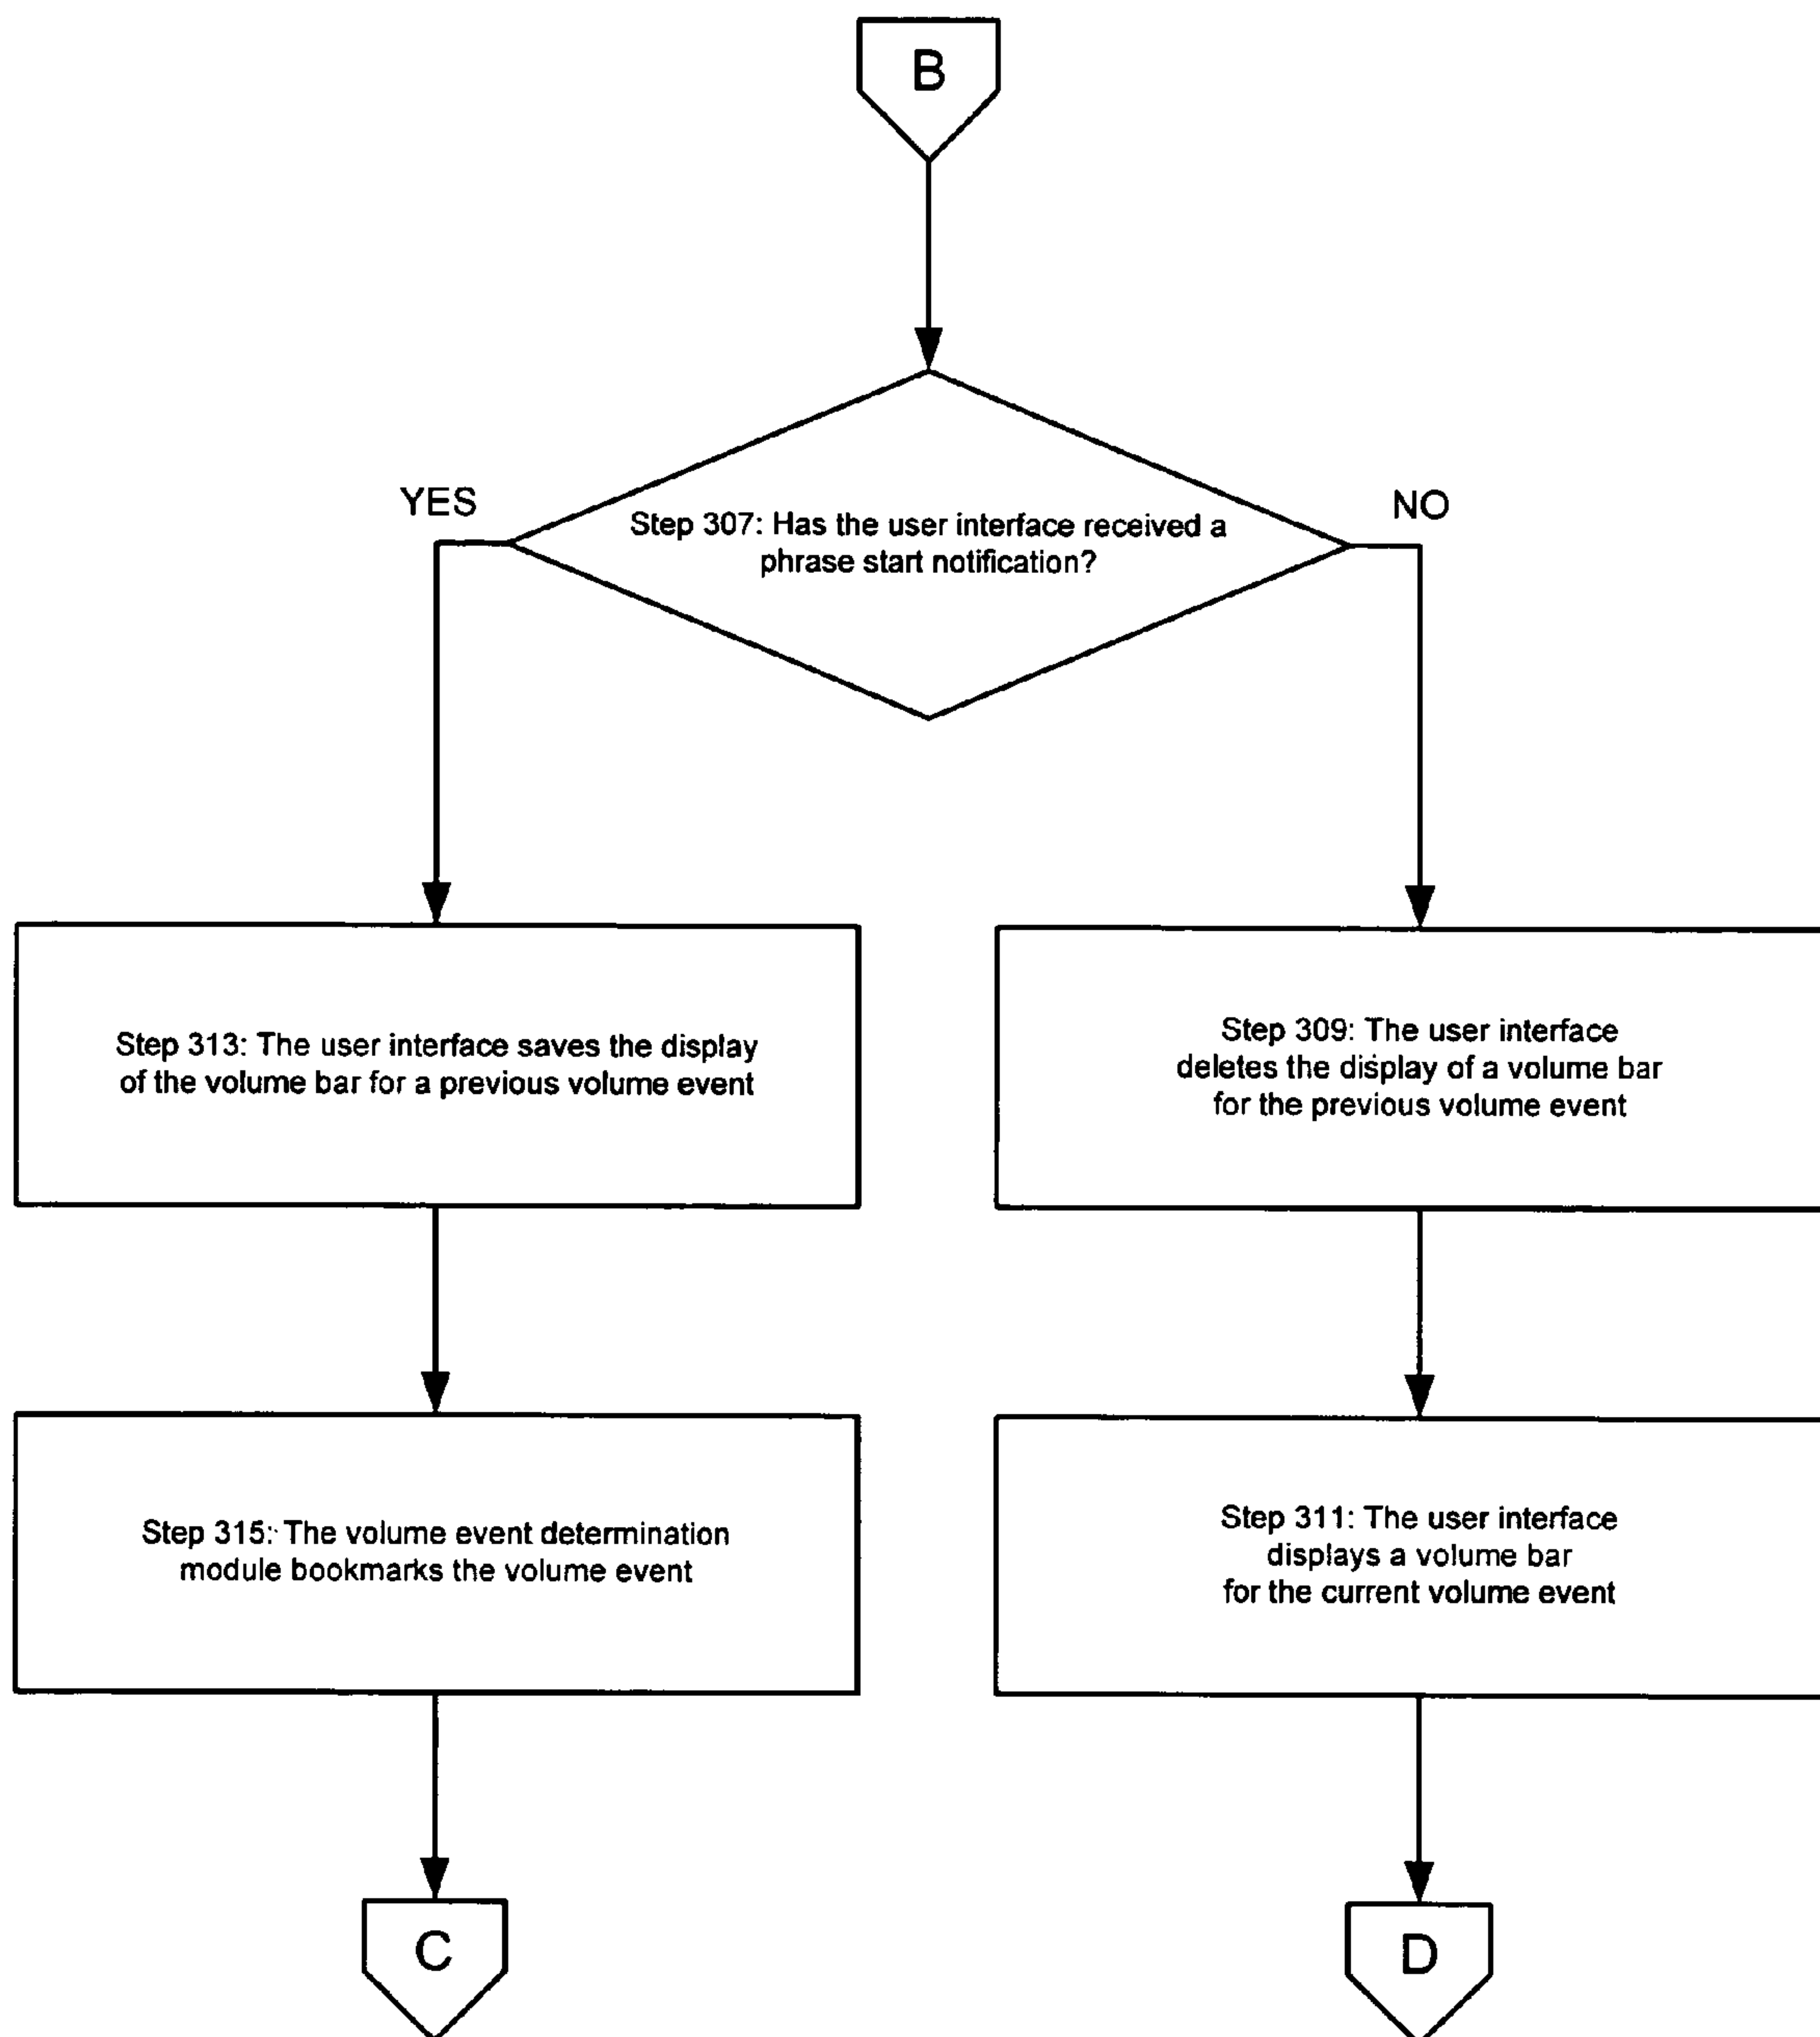 B
YES
NO
Step 307: Has the user interface received a
phrase start notification?
Step 313: The user interface saves the display
of the volume bar for a previous volume event
Step 309: The user interface
deletes the display of a volume bar
for the previous volume event
Step 315: The volume event determination
module bookmarks the volume event
Step 311: The user interface
displays a volume bar
for the current volume event
C
D